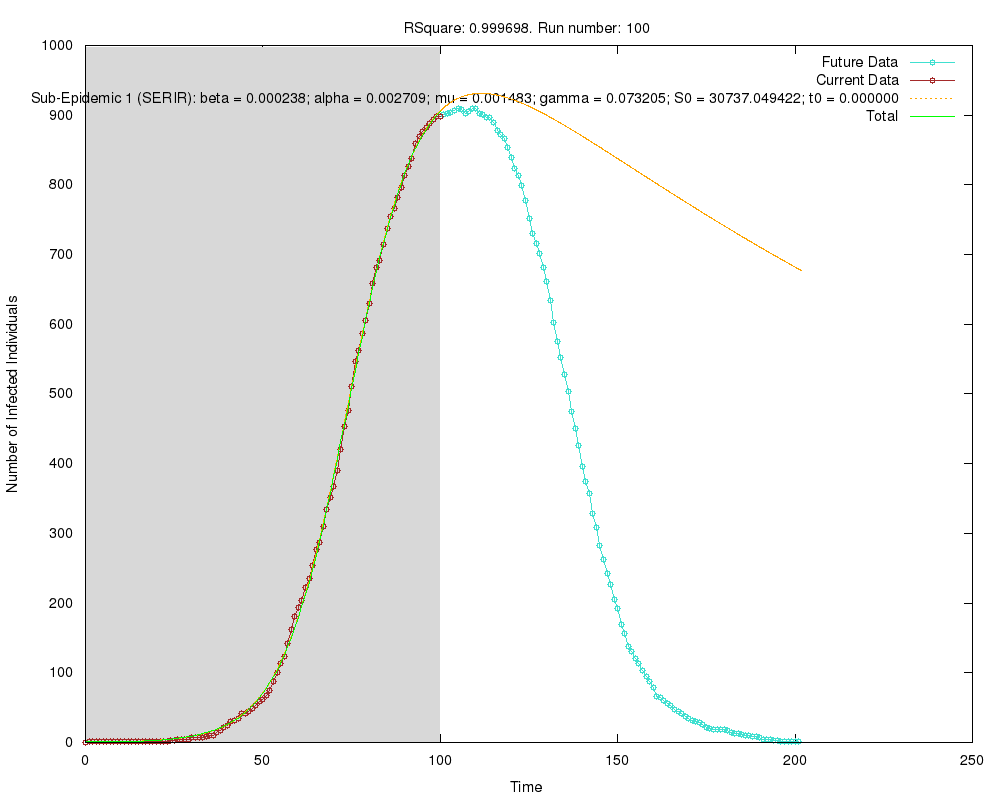 RSquare: 0.999698. Run number: 100
1000
Future Data
Current Data
Sub-Epidemic 1 (SERIR): beta = 0.000238; alpha = 0.002709; mu = 0.001483; gamma = 0.073205; S0 = 30737.049422; t0 = 0.000000
Total
900
800
700
600
500
400
300
200
100
0
Number of Infected Individuals
0 50 100 150 200 250
Time